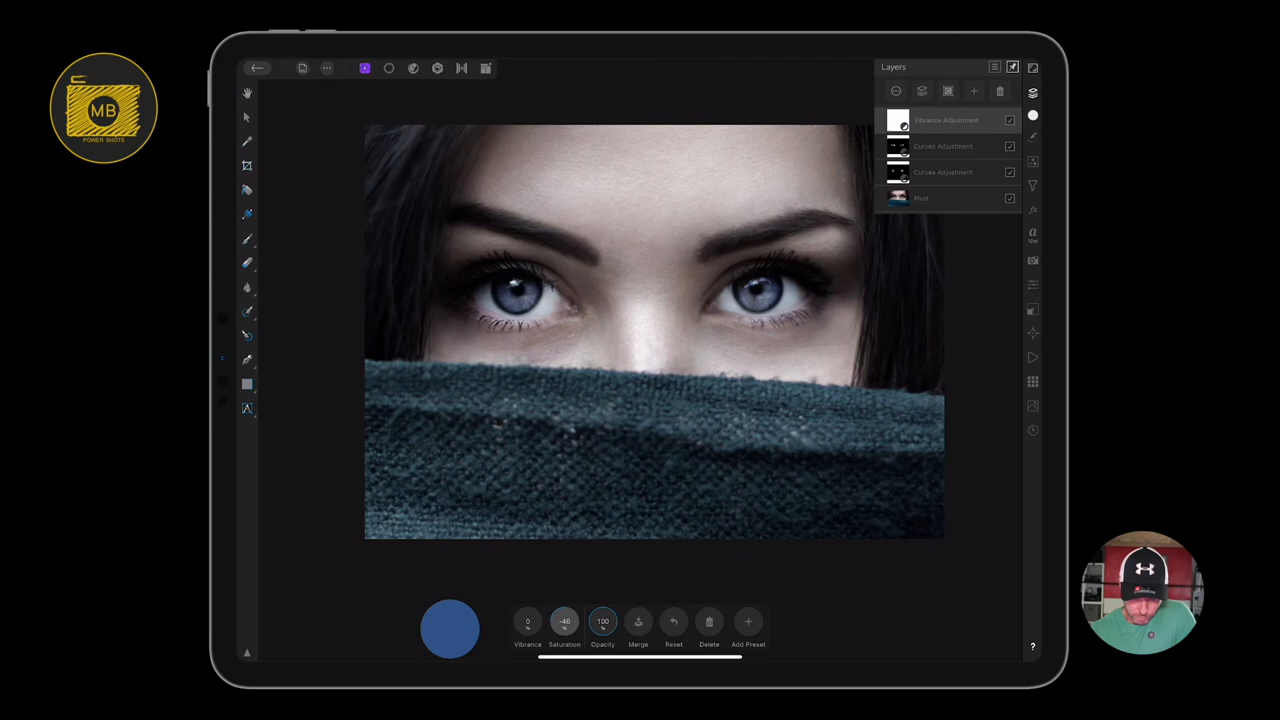 MB
POWER SHOTS
Layers
Vibrance Adjustment
Curves Adjustment
Curves Adjustment
Pixel
fx
a
A
0
%
-46
%
100
%
Vibrance
Saturation
Opacity
Merge
Reset
Delete
Add Preset
?